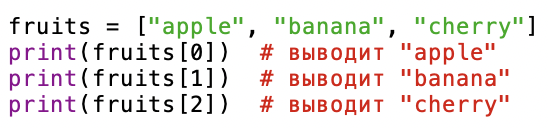 fruits = ["apple", "banana", "cherry"]
print(fruits[0])  # выводит "apple"
print(fruits[1])  # выводит "banana"
print(fruits[2])  # выводит "cherry"